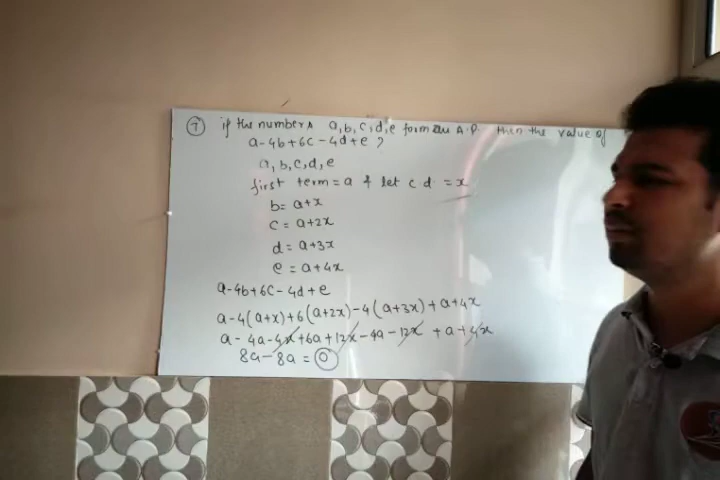 7 if the numbers a,b,c,d,e form an A.P. then the value of
a-4b+6c-4d+e ?
a, b, c, d, e
first term = a & let c d = x
b = a+x
c = a+2x
d = a+3x
e = a+4x
a-4b+6c-4d+e
a-4(a+x)+6(a+2x)-4(a+3x)+a+4x
a-4a-4x+6a+12x-4a-12x+a+4x
8a-8a = 0